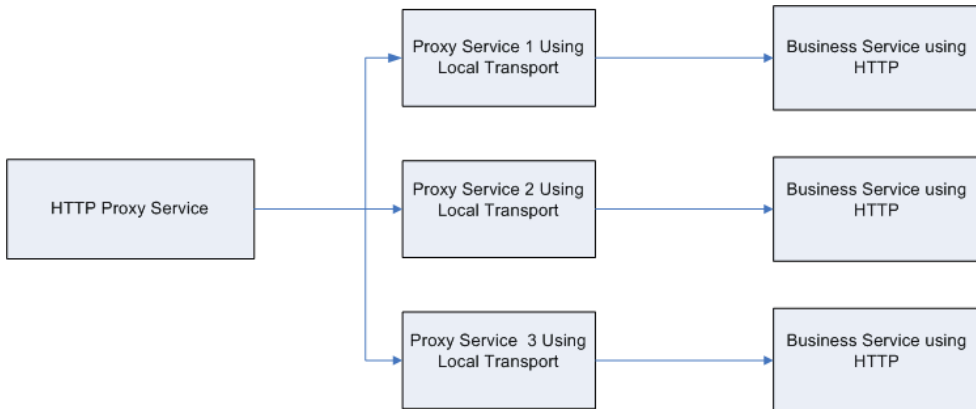 Proxy Service 1 Using
Local Transport
Business Service using
HTTP
HTTP Proxy Service
Proxy Service 2 Using
Local Transport
Business Service using
HTTP
Proxy Service  3 Using
Local Transport
Business Service using
HTTP